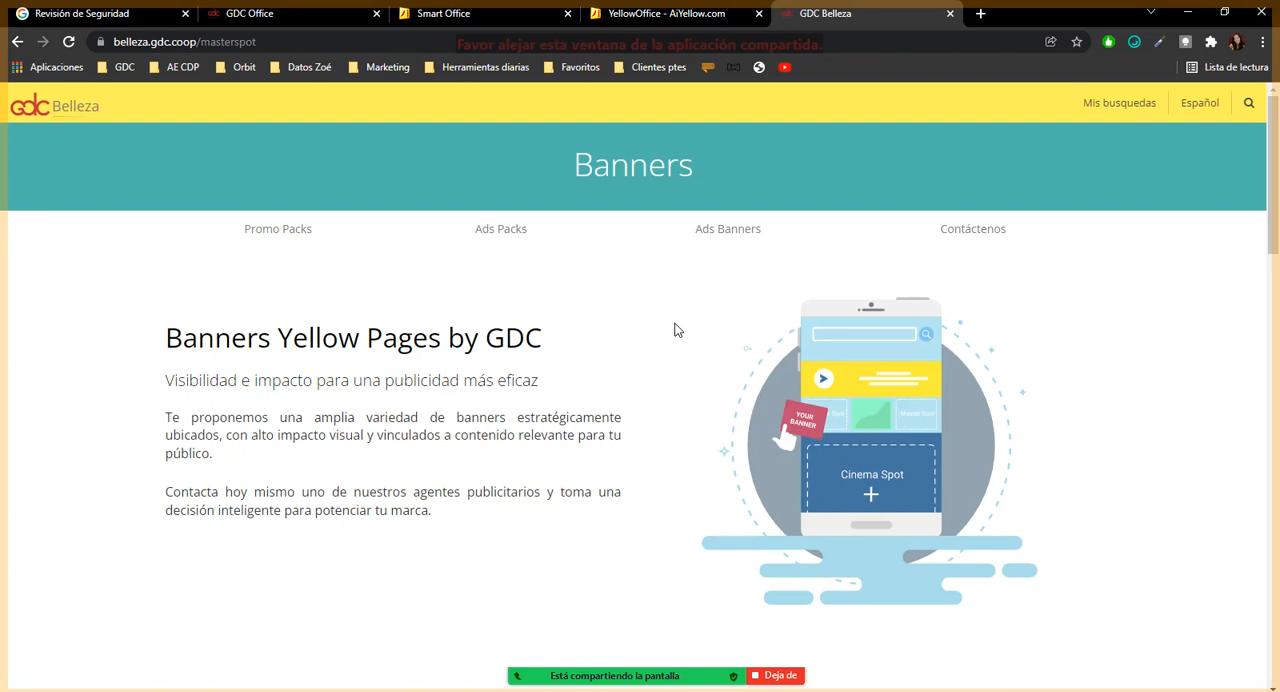 Revisión de Seguridad
GDC Office
Smart Office
YellowOffice - AiYellow.com
GDC Belleza
belleza.gdc.coop/masterspot
Favor alejar esta ventana de la aplicación compartida.
Aplicaciones
GDC
AE CDP
Orbit
Datos Zoé
Marketing
Herramientas diarias
Favoritos
Clientes ptes
Lista de lectura
GDC Belleza
Mis busquedas
Español
Banners
Promo Packs
Ads Packs
Ads Banners
Contáctenos
Banners Yellow Pages by GDC
Visibilidad e impacto para una publicidad más eficaz
Te proponemos una amplia variedad de banners estratégicamente
ubicados, con alto impacto visual y vinculados a contenido relevante para tu
público.
Contacta hoy mismo uno de nuestros agentes publicitarios y toma una
decisión inteligente para potenciar tu marca.
YOUR
BANNER
Cinema Spot
Está compartiendo la pantalla
Deja de